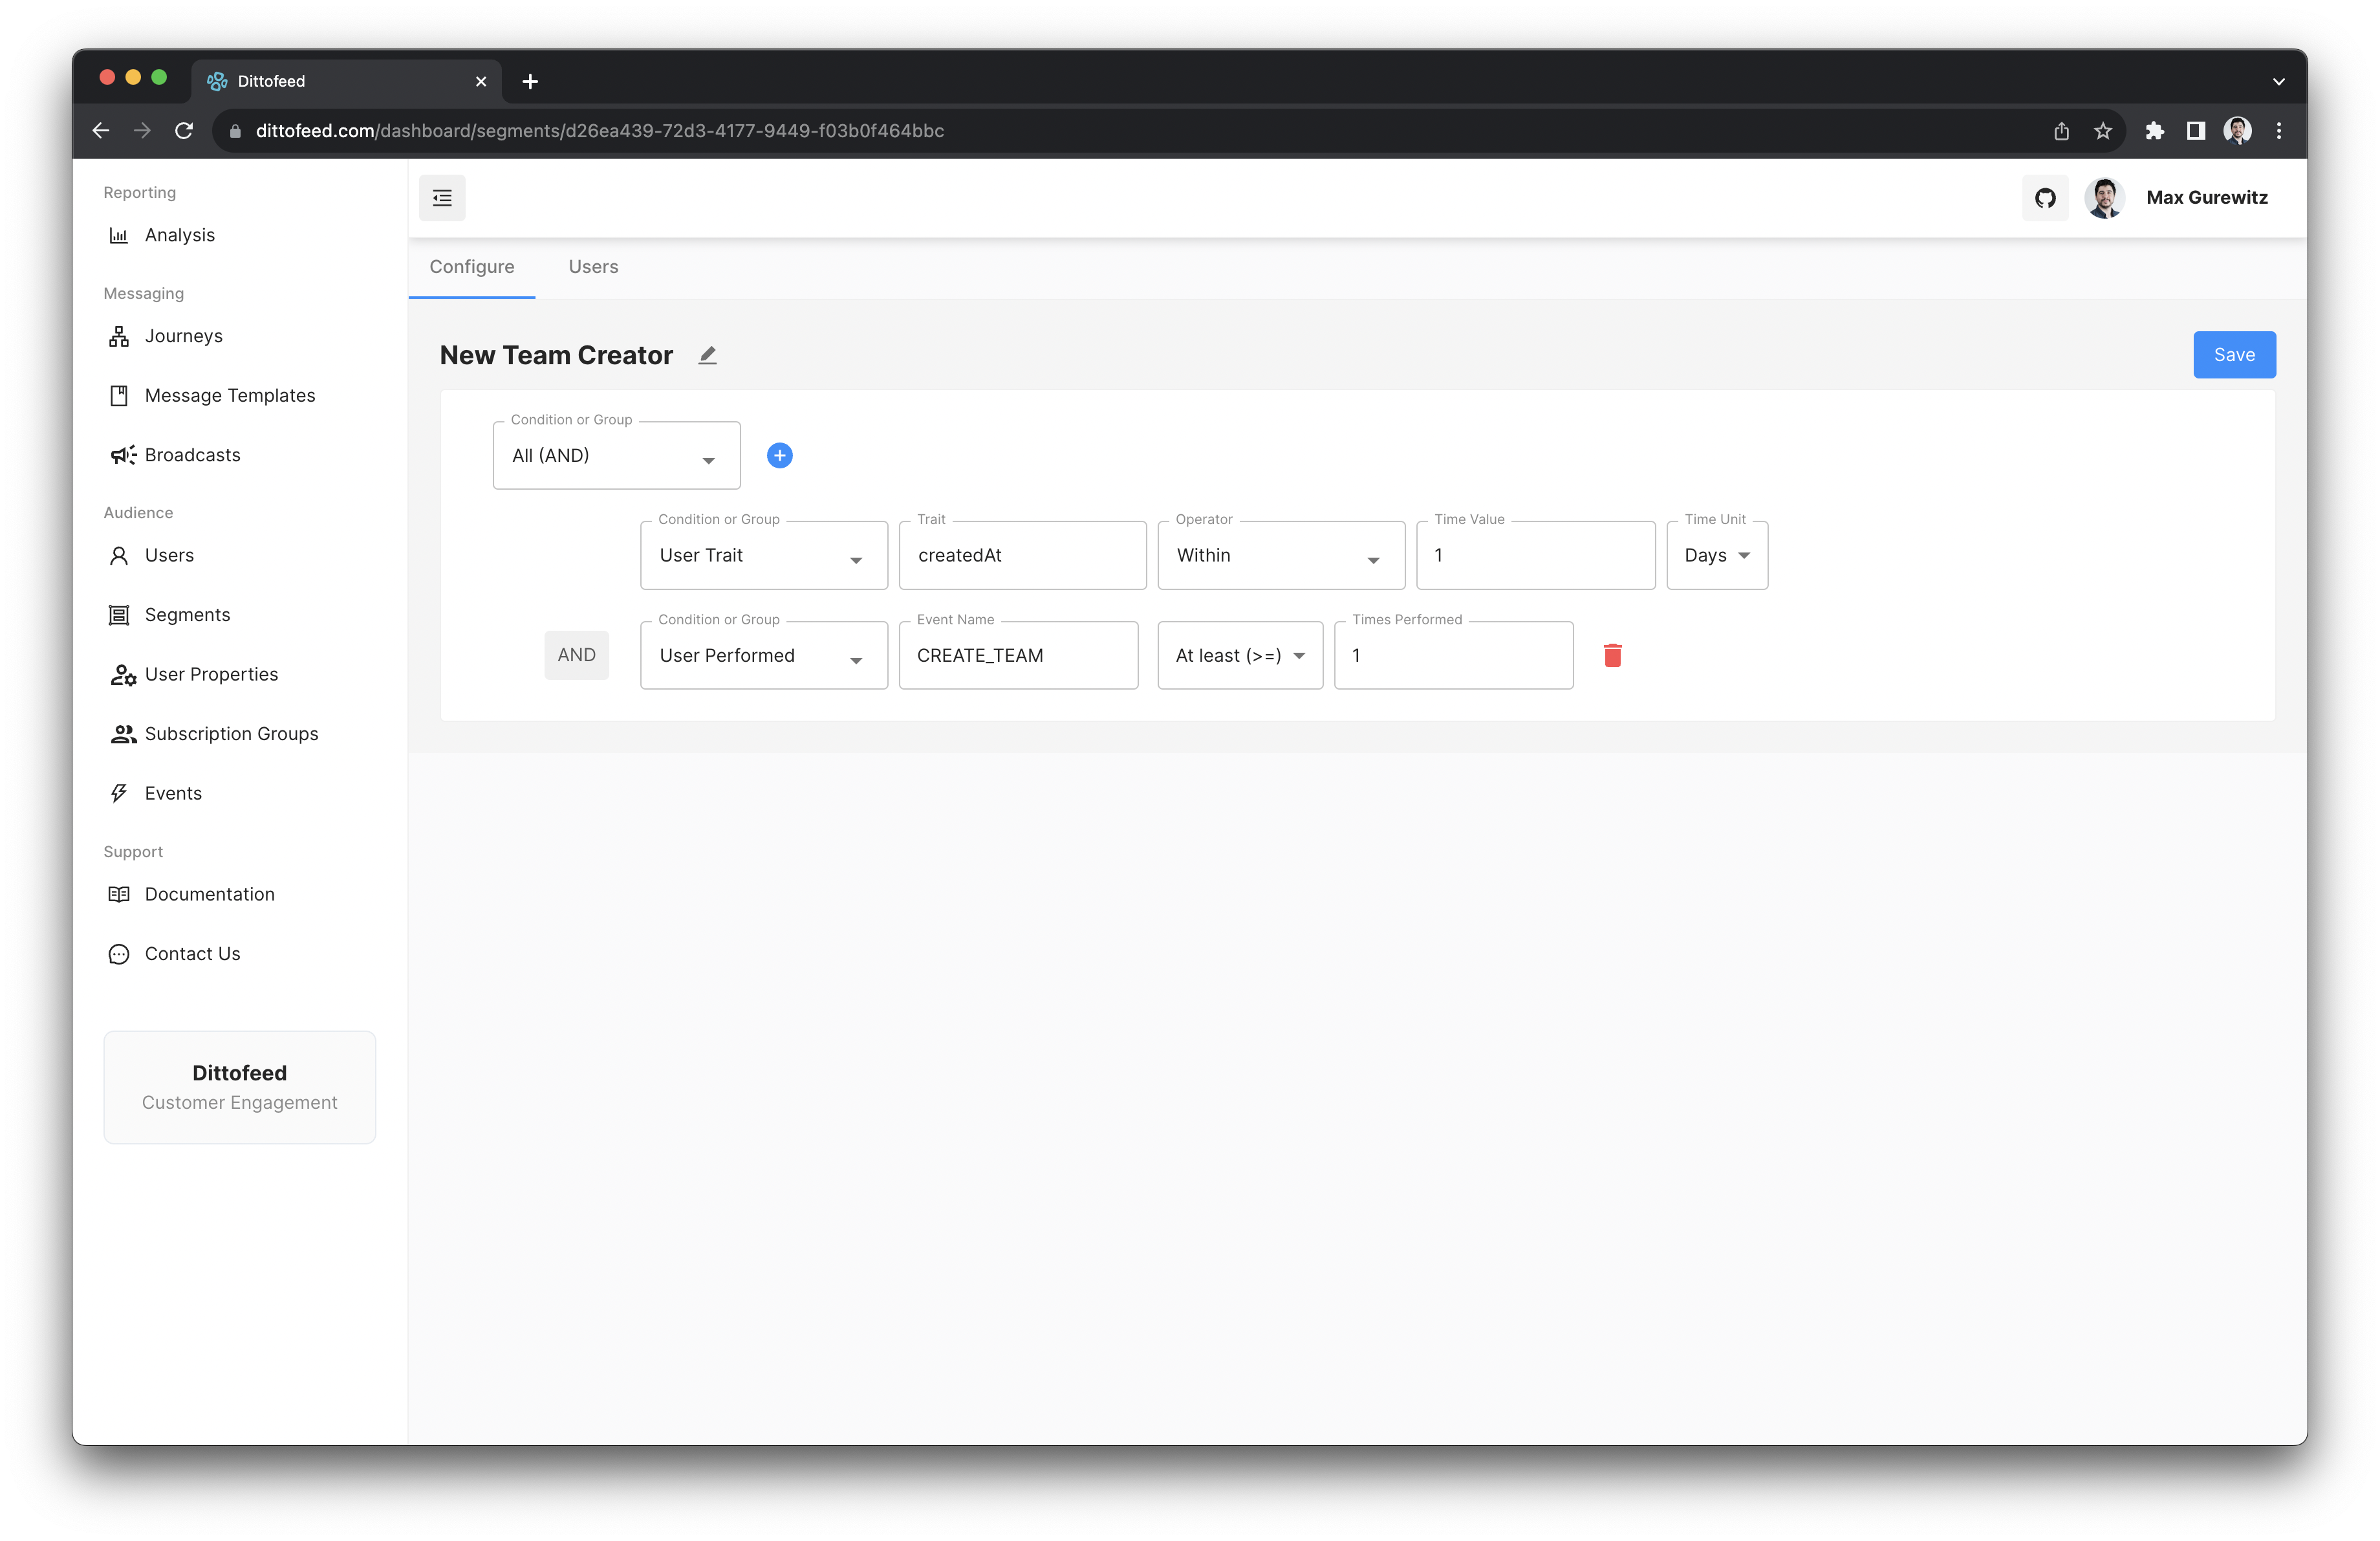 Dittofeed
dittofeed.com/dashboard/segments/d26ea439-72d3-4177-9449-f03b0f464bbc
Reporting
Analysis
Messaging
Journeys
Message Templates
Broadcasts
Audience
Users
Segments
User Properties
Subscription Groups
Events
Support
Documentation
Contact Us
Dittofeed
Customer Engagement
Max Gurewitz
Configure Users
New Team Creator
Save
Condition or Group
All (AND)
Condition or Group Trait Operator Time Value Time Unit
User Trait createdAt Within 1 Days
Condition or Group Event Name Times Performed
AND User Performed CREATE_TEAM At least (>=) 1